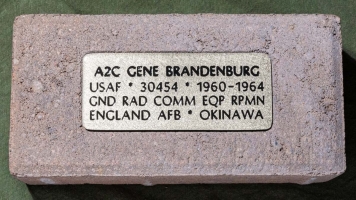 A2C GENE BRANDENBURG
USAF * 30454 * 1960-1964
GND RAD COMM EQP RPMN
ENGLAND AFB * OKINAWA